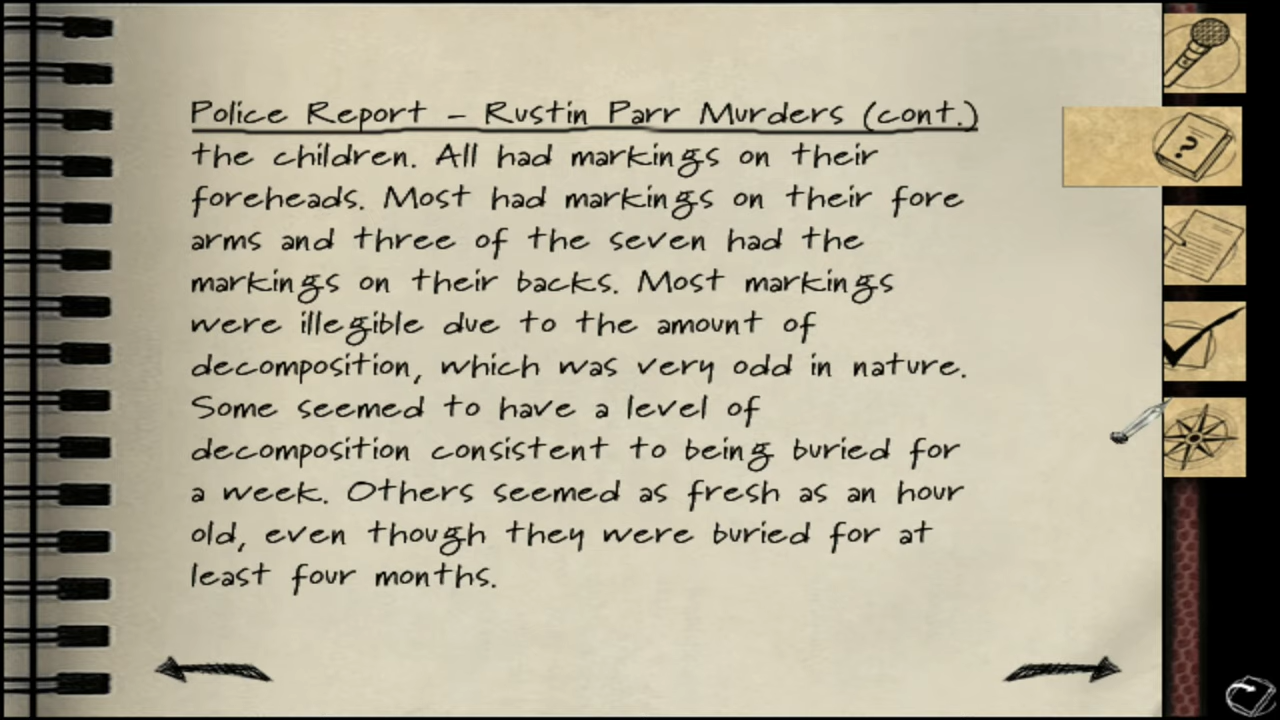 Police Report - Rustin Parr Murders (cont.)
the children. All had markings on their
foreheads. Most had markings on their fore
arms and three of the seven had the
markings on their backs. Most markings
were illegible due to the amount of
decomposition, which was very odd in nature.
Some seemed to have a level of
decomposition consistent to being buried for
a week. Others seemed as fresh as an hour
old, even though they were buried for at
least four months.
?